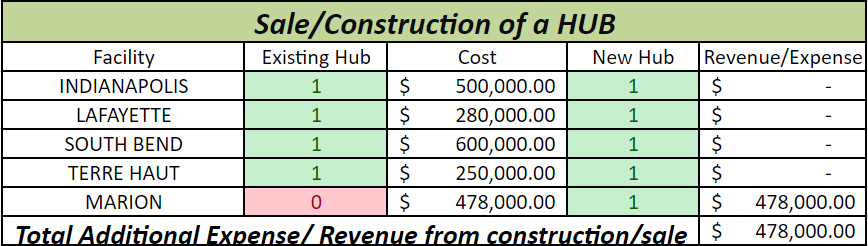 Sale/Construction of a HUB
Facility Existing Hub Cost New Hub Revenue/Expense
INDIANAPOLIS 1 $ 500,000.00 1 $ -
LAFAYETTE 1 $ 280,000.00 1 $ -
SOUTH BEND 1 $ 600,000.00 1 $ -
TERRE HAUT 1 $ 250,000.00 1 $ -
MARION 0 $ 478,000.00 1 $ 478,000.00
Total Additional Expense/ Revenue from construction/sale $ 478,000.00